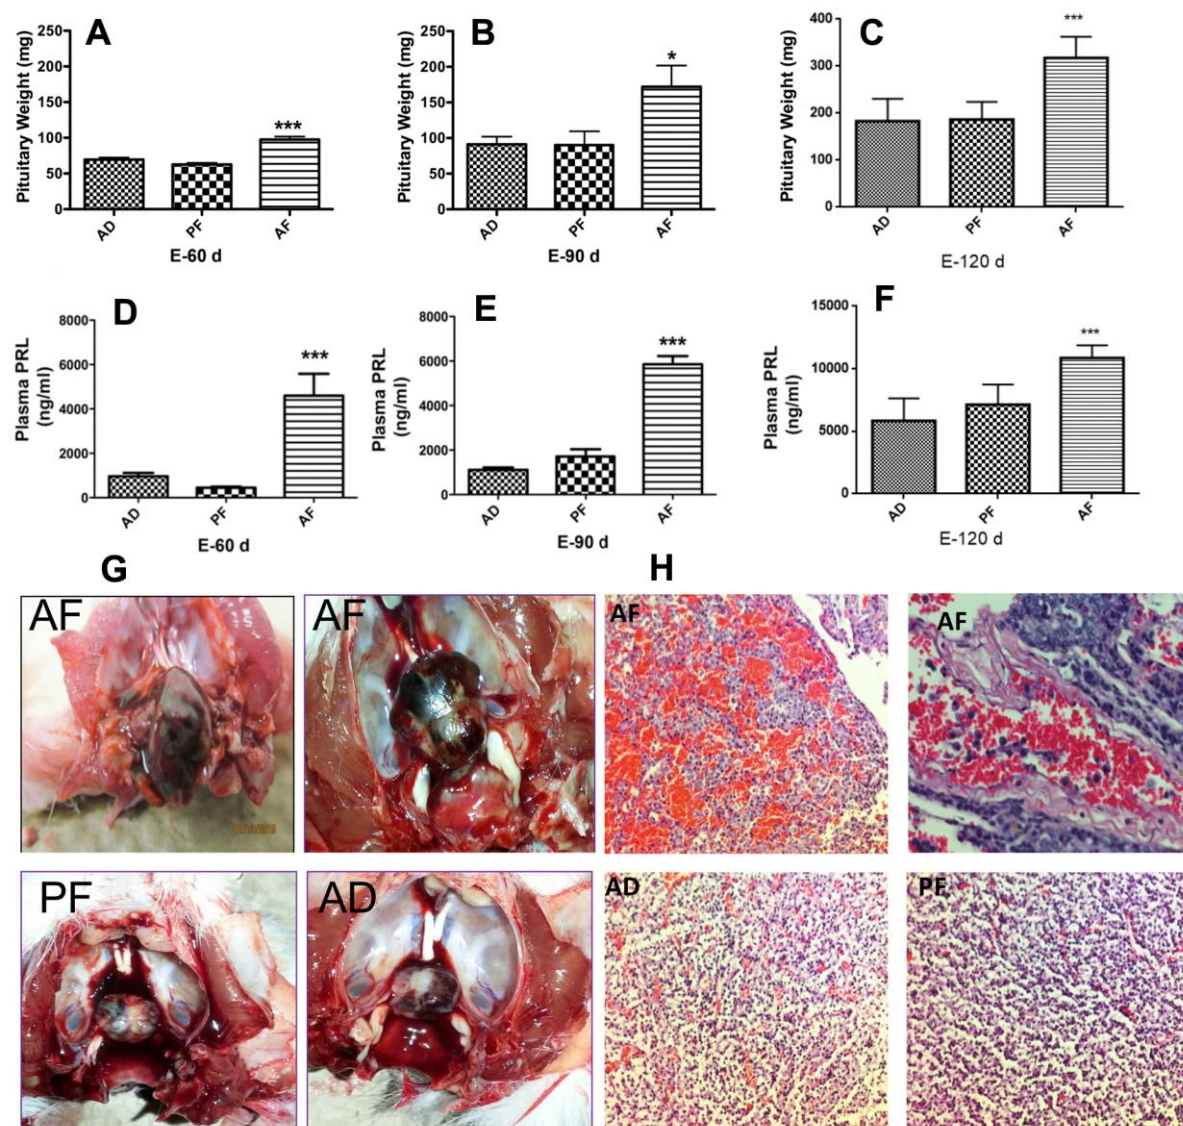 A
Pituitary Weight (mg)
250
200
150
100
50
0
***
AD
PF
AF
E-60 d
B
Pituitary Weight (mg)
250
200
150
100
50
0
*
AD
PF
AF
E-90 d
C
Pituitary Weight (mg)
400
300
200
100
0
***
AD
PF
AF
E-120 d
D
Plasma PRL
(ng/ml)
8000
6000
4000
2000
0
***
AD
PF
AF
E-60 d
E
Plasma PRL
(ng/ml)
8000
6000
4000
2000
0
***
AD
PF
AF
E-90 d
F
Plasma PRL
(ng/ml)
15000
10000
5000
0
***
AD
PF
AF
E-120 d
G
AF
AF
PF
AD
H
AF
AF
AD
PF